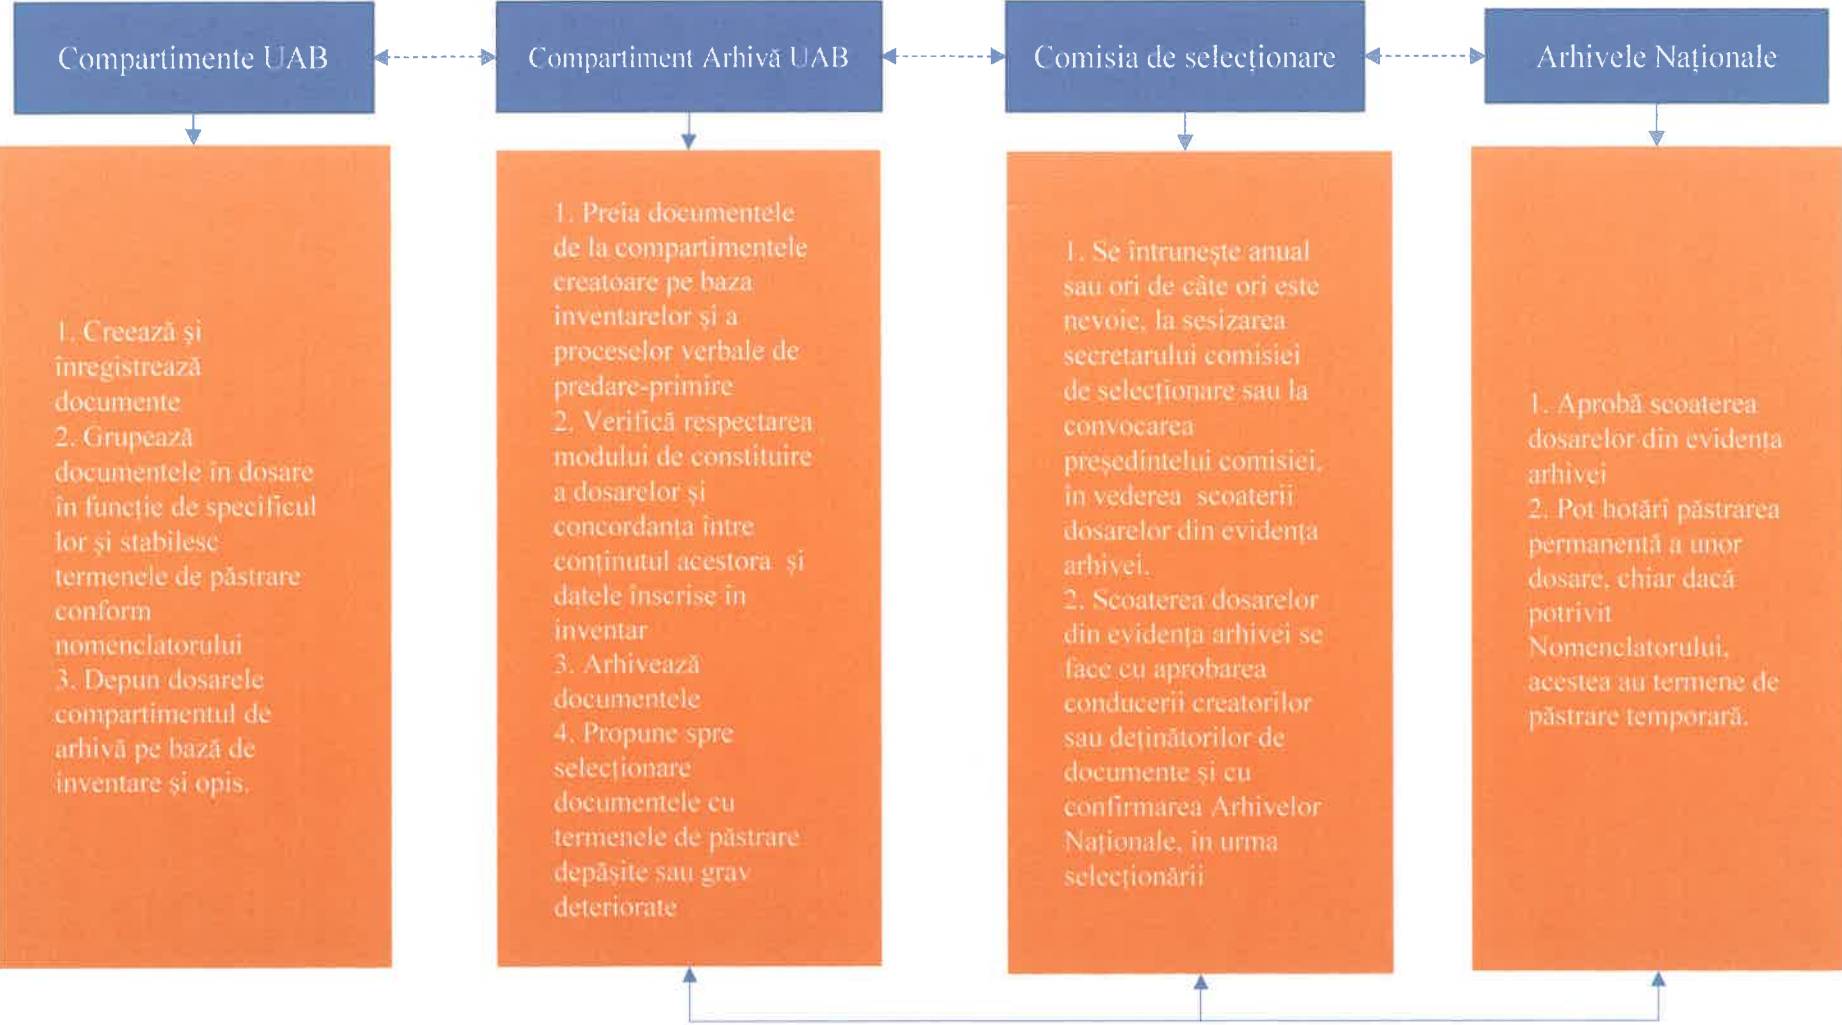 Compartimente UAB
Compartiment Arhivă UAB
Comisia de selecționare
Arhivele Naționale
1. Creează și
înregistrează
documente
2. Grupează
documentele în dosare
în funcție de specificul
lor și stabilesc
termenele de păstrare
conform
nomenclatorului
3. Depun dosarele
compartimentul de
arhivă pe bază de
inventare și opis.
1. Preia documentele
de la compartimentele
creatoare pe baza
inventarelor și a
proceselor verbale de
predare-primire
2. Verifică respectarea
modului de constituire
a dosarelor și
concordanța între
conținutul acestora și
datele înscrise în
inventar
3. Arhivează
documentele
4. Propune spre
selecționare
documentele cu
termenele de păstrare
depășite sau grav
deteriorate
1. Se întrunește anual
sau ori de câte ori este
nevoie, la sesizarea
secretarului comisiei
de selecționare sau la
convocarea
președintelui comisiei,
în vederea scoaterii
dosarelor din evidența
arhivei.
2. Scoaterea dosarelor
din evidența arhivei se
face cu aprobarea
conducerii creatorilor
sau deținătorilor de
documente și cu
confirmarea Arhivelor
Naționale, în urma
selecționării
1. Aprobă scoaterea
dosarelor din evidența
arhivei
2. Pot hotărî păstrarea
permanentă a unor
dosare, chiar dacă
potrivit
Nomenclatorului,
acestea au termene de
păstrare temporară.